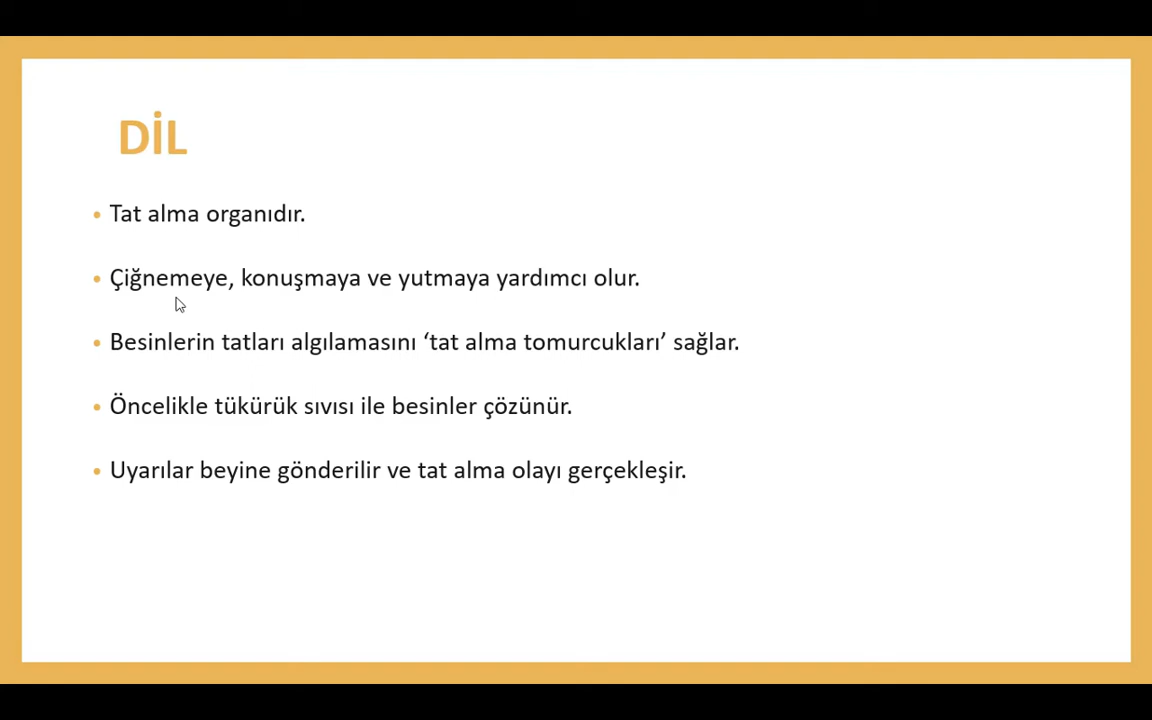 DİL
• Tat alma organıdır.
• Çiğnemeye, konuşmaya ve yutmaya yardımcı olur.
• Besinlerin tatları algılamasını ‘tat alma tomurcukları’ sağlar.
• Öncelikle tükürük sıvısı ile besinler çözünür.
• Uyarılar beyine gönderilir ve tat alma olayı gerçekleşir.